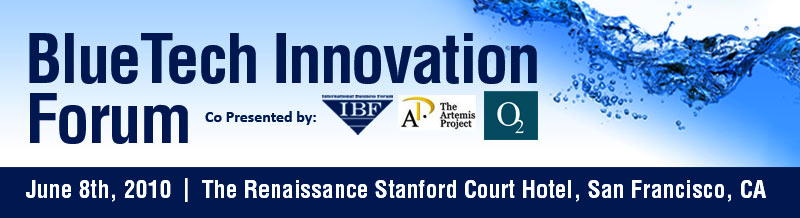 BlueTech Innovation
Forum
Co Presented by:
International Business Forum
IBF
AP.
The
Artemis
Project
O2
June 8th, 2010 | The Renaissance Stanford Court Hotel, San Francisco, CA